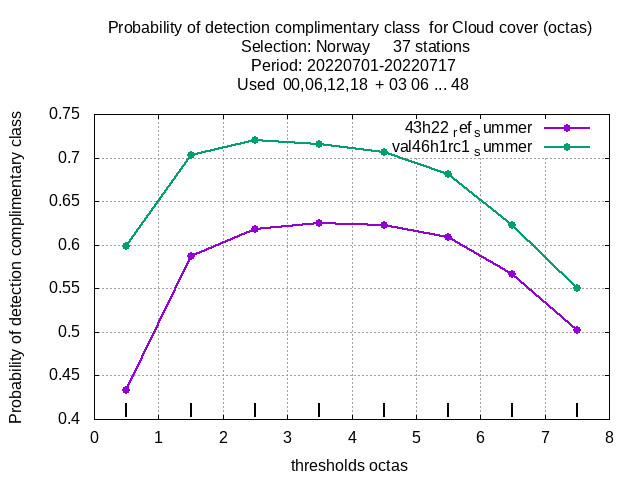 Probability of detection complimentary class for Cloud cover (octas)
Selection: Norway 37 stations
Period: 20220701-20220717
Used 00,06,12,18 + 03 06 ... 48
Probability of detection complimentary class
0.75
0.7
0.65
0.6
0.55
0.5
0.45
0.4
43h22 ref summer
val46h1rc1 summer
0 1 2 3 4 5 6 7 8
thresholds octas